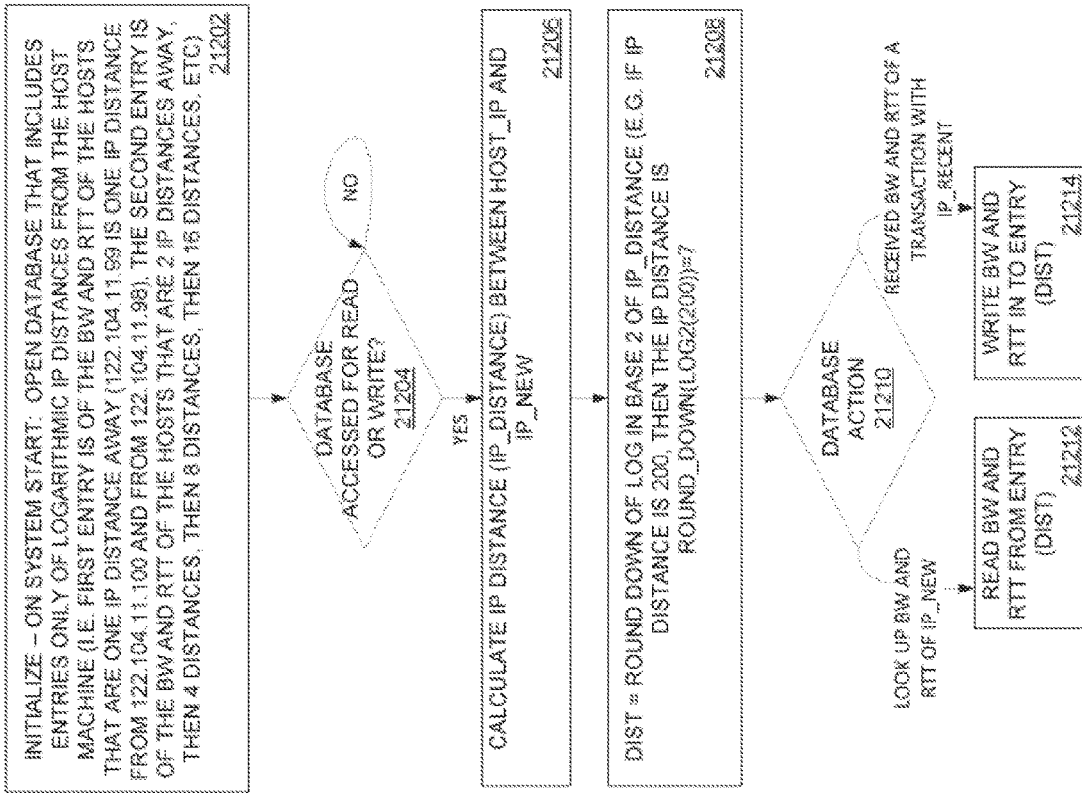 INITIALIZE – ON SYSTEM START: OPEN DATABASE THAT INCLUDES
ENTRIES ONLY OF LOGARITHMIC IP DISTANCES FROM THE HOST
MACHINE (I.E. FIRST ENTRY IS OF THE BW AND RTT OF THE HOSTS
THAT ARE ONE IP DISTANCE AWAY (122.104.11.99 IS ONE IP DISTANCE
FROM 122.104.11.100 AND FROM 122.104.11.98), THE SECOND ENTRY IS
OF THE BW AND RTT OF THE HOSTS THAT ARE 2 IP DISTANCES AWAY,
THEN 4 DISTANCES, THEN 8 DISTANCES, THEN 16 DISTANCES, ETC)
21202
DATABASE
ACCESSED FOR READ
OR WRITE?
21204
NO
YES
CALCULATE IP DISTANCE (IP_DISTANCE) BETWEEN HOST_IP AND
IP_NEW
21206
DIST = ROUND DOWN OF LOG IN BASE 2 OF IP_DISTANCE (E.G. IF IP
DISTANCE IS 200, THEN THE IP DISTANCE IS
ROUND_DOWN(LOG2(200))=7
21208
DATABASE
ACTION
21210
LOOK UP BW AND
RTT OF IP_NEW
RECEIVED BW AND RTT OF A
TRANSACTION WITH
IP_RECENT
READ BW AND
RTT FROM ENTRY
(DIST)
21212
WRITE BW AND
RTT IN TO ENTRY
(DIST)
21214